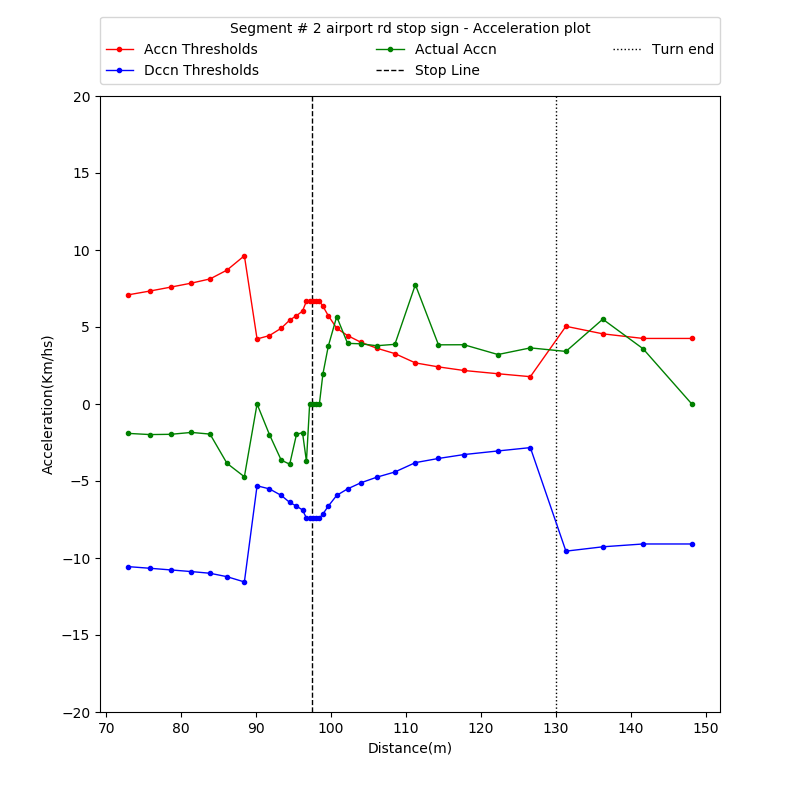 Segment # 2 airport rd stop sign - Acceleration plot
Accn Thresholds
Dccn Thresholds
Actual Accn
Stop Line
Turn end
20
15
10
5
0
−5
−10
−15
−20
Acceleration(Km/hs)
70 80 90 100 110 120 130 140 150
Distance(m)